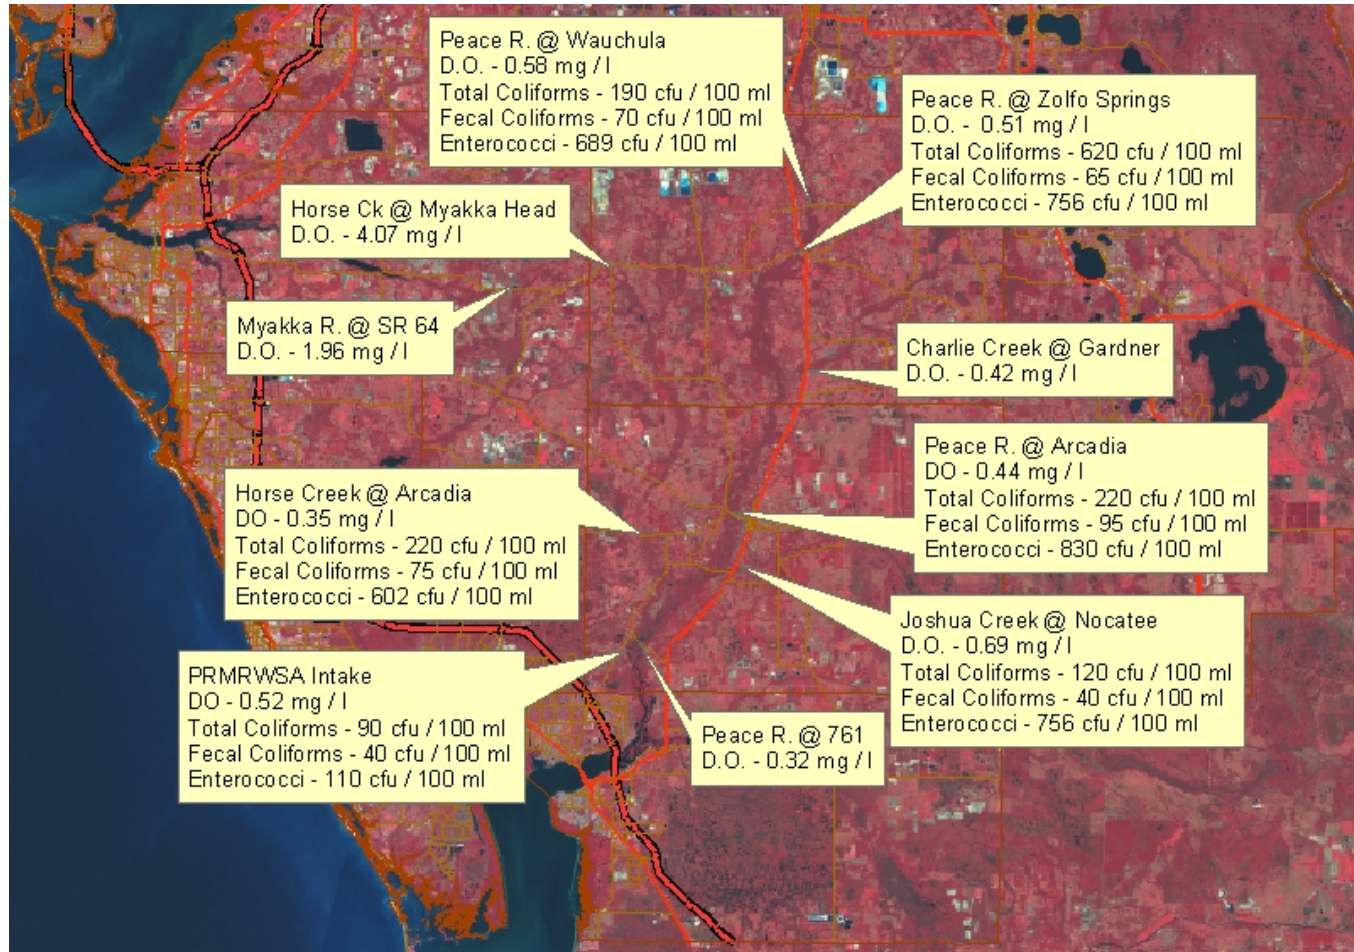 Peace R. @ Wauchula
D.O. - 0.58 mg / l
Total Coliforms - 190 cfu / 100 ml
Fecal Coliforms - 70 cfu / 100 ml
Enterococci - 689 cfu / 100 ml
Peace R. @ Zolfo Springs
D.O. - 0.51 mg / l
Total Coliforms - 620 cfu / 100 ml
Fecal Coliforms - 65 cfu / 100 ml
Enterococci - 756 cfu / 100 ml
Horse Ck @ Myakka Head
D.O. - 4.07 mg / l
Myakka R. @ SR 64
D.O. - 1.96 mg / l
Charlie Creek @ Gardner
D.O. - 0.42 mg / l
Peace R. @ Arcadia
DO - 0.44 mg / l
Total Coliforms - 220 cfu / 100 ml
Fecal Coliforms - 95 cfu / 100 ml
Enterococci - 830 cfu / 100 ml
Horse Creek @ Arcadia
DO - 0.35 mg / l
Total Coliforms - 220 cfu / 100 ml
Fecal Coliforms - 75 cfu / 100 ml
Enterococci - 602 cfu / 100 ml
Joshua Creek @ Nocatee
D.O. - 0.69 mg / l
Total Coliforms - 120 cfu / 100 ml
Fecal Coliforms - 40 cfu / 100 ml
Enterococci - 756 cfu / 100 ml
PRMRWSA Intake
DO - 0.52 mg / l
Total Coliforms - 90 cfu / 100 ml
Fecal Coliforms - 40 cfu / 100 ml
Enterococci - 110 cfu / 100 ml
Peace R. @ 761
D.O. - 0.32 mg / l